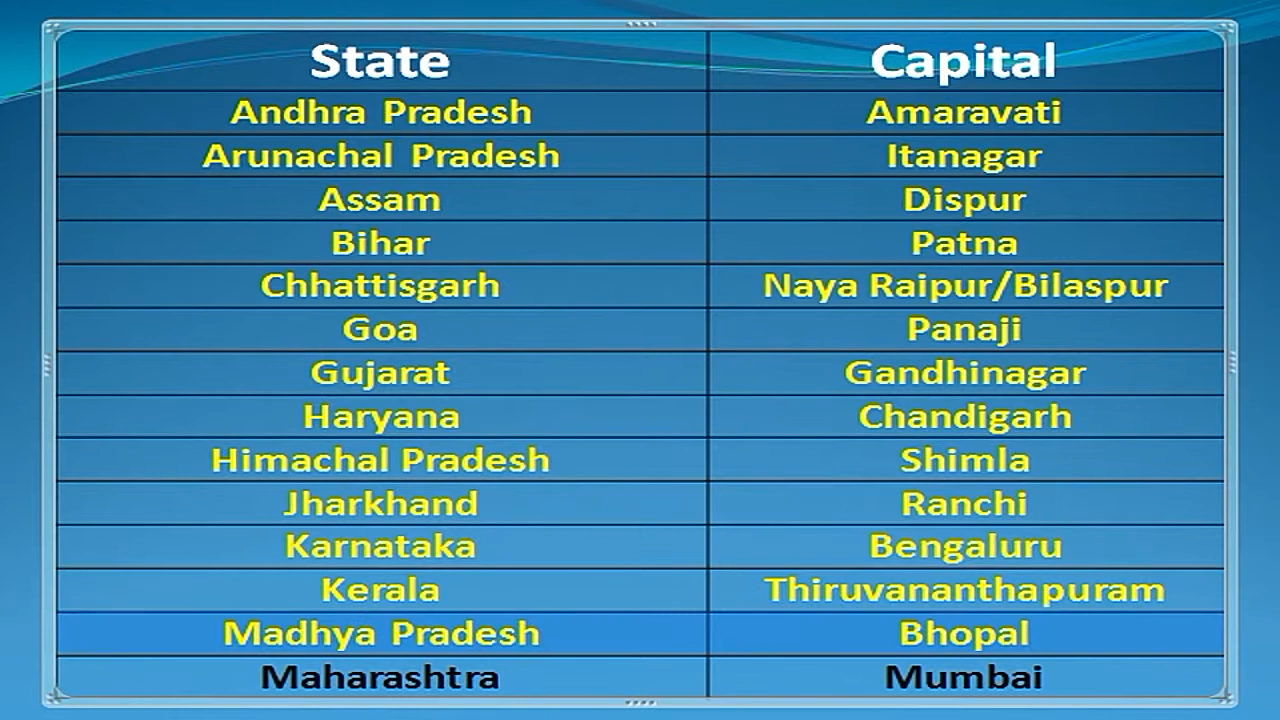 State Capital
Andhra Pradesh Amaravati
Arunachal Pradesh Itanagar
Assam Dispur
Bihar Patna
Chhattisgarh Naya Raipur/Bilaspur
Goa Panaji
Gujarat Gandhinagar
Haryana Chandigarh
Himachal Pradesh Shimla
Jharkhand Ranchi
Karnataka Bengaluru
Kerala Thiruvananthapuram
Madhya Pradesh Bhopal
Maharashtra Mumbai